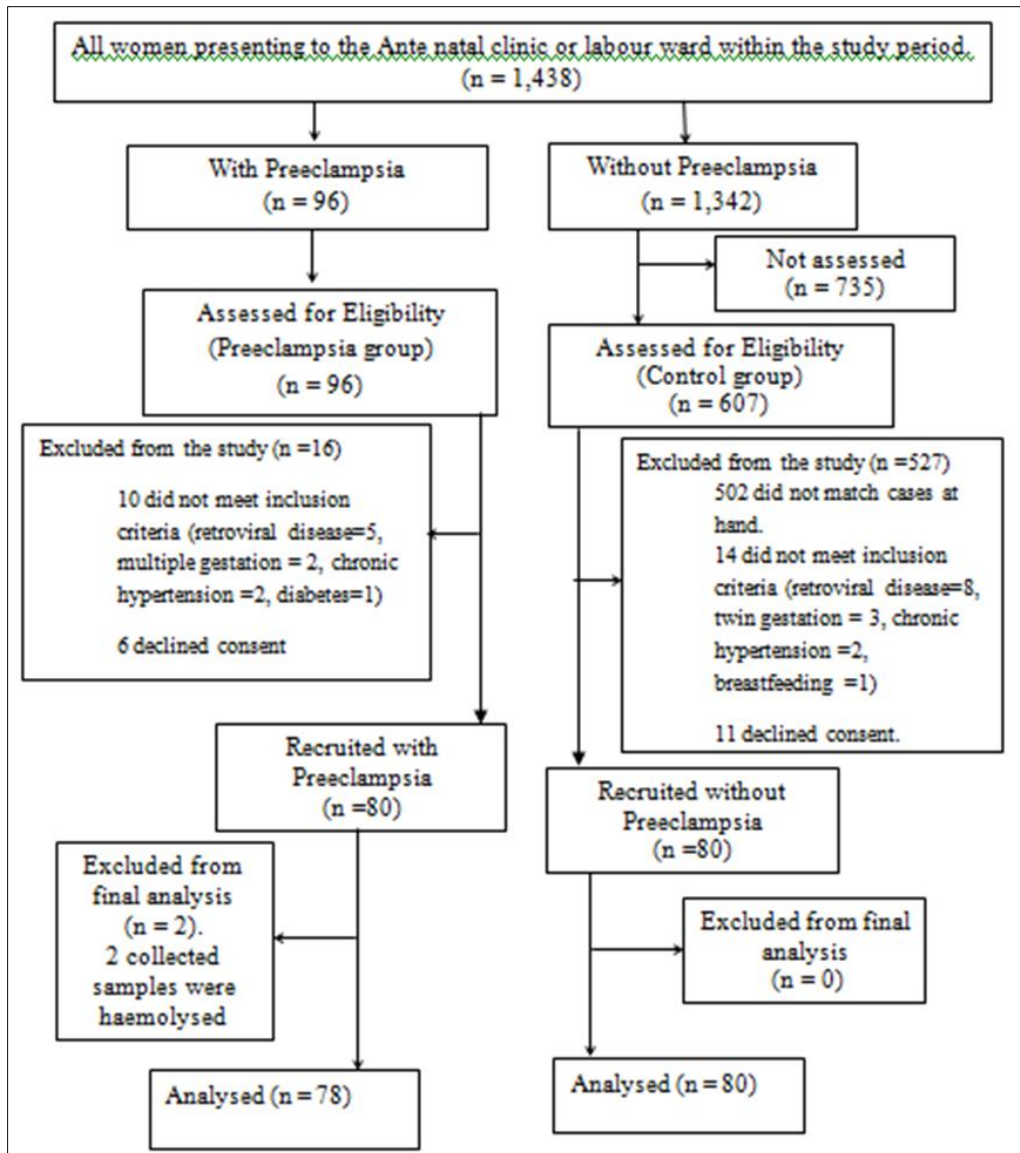 All women presenting to the Ante natal clinic or labour ward within the study period.
(n = 1,438)
With Preeclampsia
(n = 96)
Without Preeclampsia
(n = 1,342)
Not assessed
(n = 735)
Assessed for Eligibility
(Preeclampsia group)
(n = 96)
Assessed for Eligibility
(Control group)
(n = 607)
Excluded from the study (n =16)
10 did not meet inclusion
criteria (retroviral disease=5,
multiple gestation = 2, chronic
hypertension =2, diabetes=1)
6 declined consent
Excluded from the study (n =527)
502 did not match cases at
hand.
14 did not meet inclusion
criteria (retroviral disease=8,
twin gestation = 3, chronic
hypertension =2,
breastfeeding =1)
11 declined consent.
Recruited with
Preeclampsia
(n =80)
Recruited without
Preeclampsia
(n =80)
Excluded from
final analysis
(n = 2).
2 collected
samples were
haemolysed
Excluded from final
analysis
(n = 0)
Analysed (n = 78)
Analysed (n = 80)